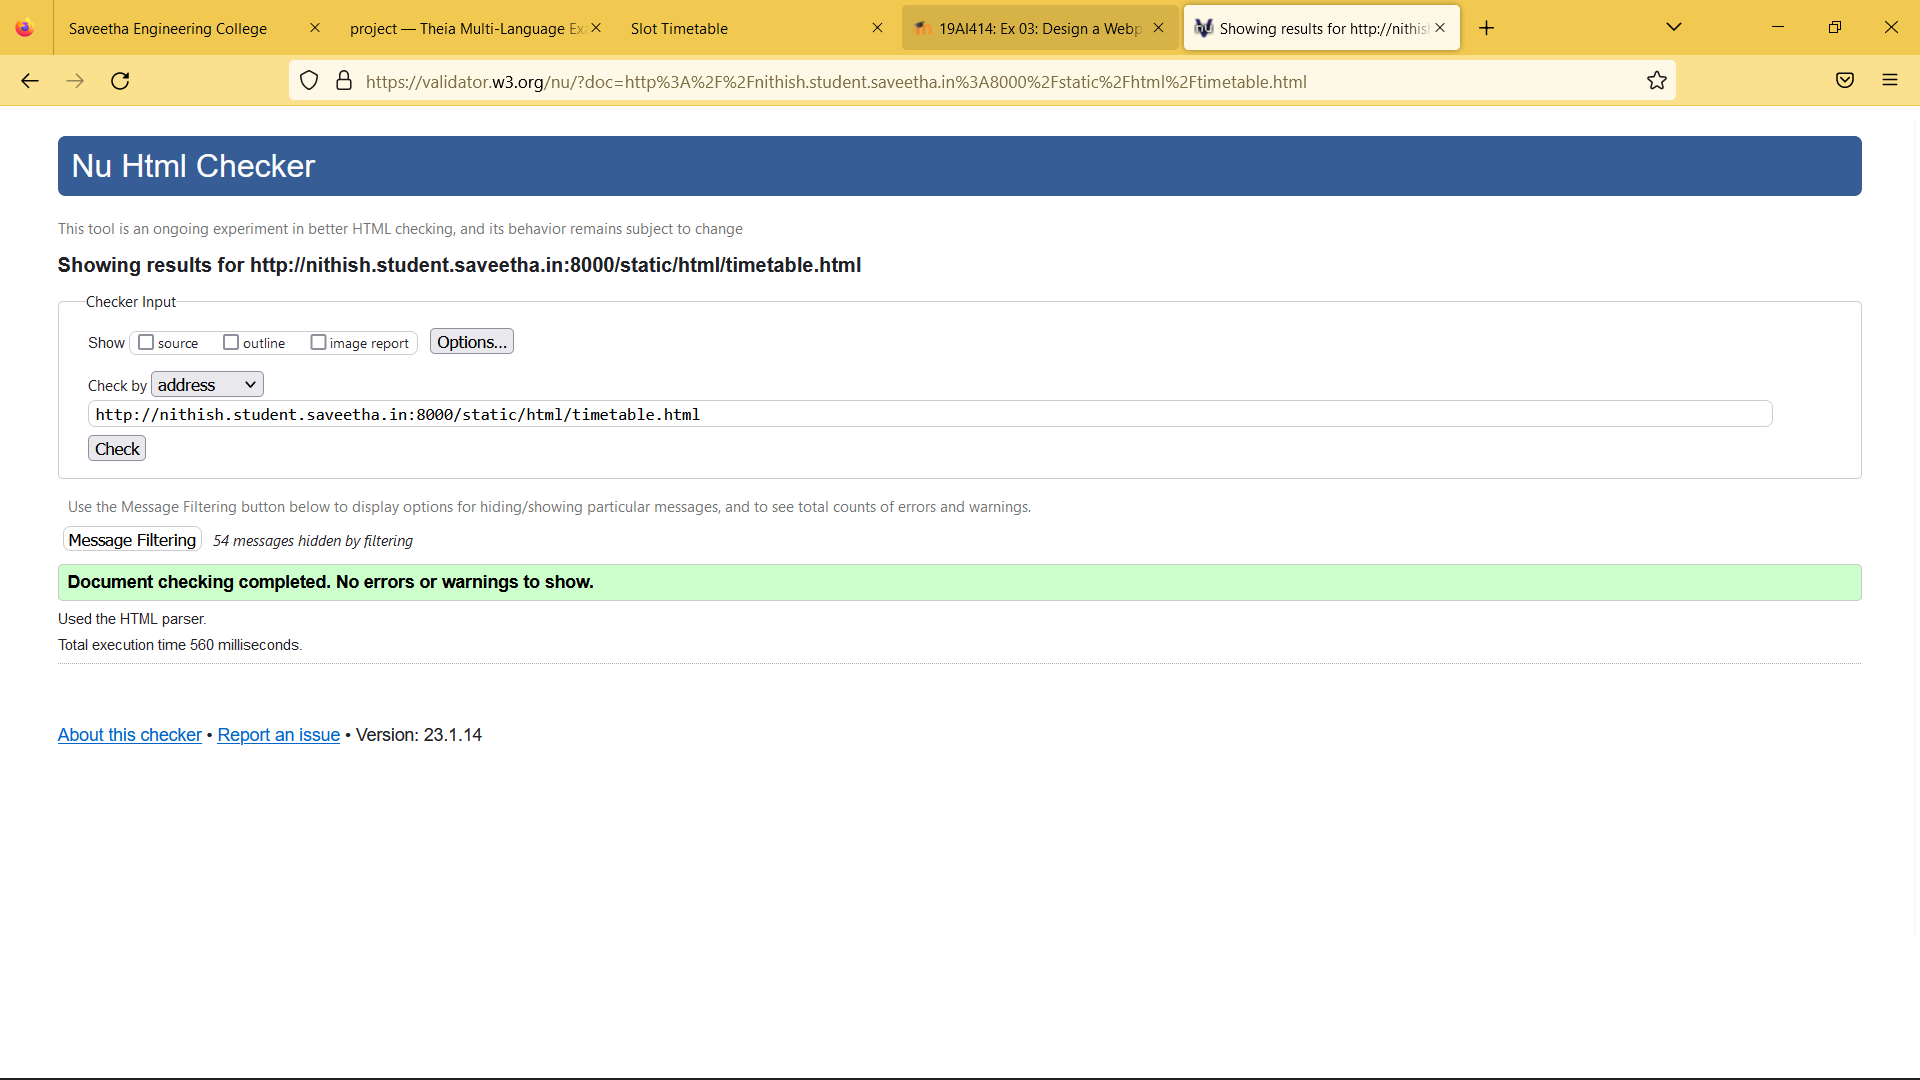 Saveetha Engineering College
project — Theia Multi-Language Exa
Slot Timetable
19AI414: Ex 03: Design a Webp
Showing results for http://nithish
https://validator.w3.org/nu/?doc=http%3A%2F%2Fnithish.student.saveetha.in%3A8000%2Fstatic%2Fhtml%2Ftimetable.html
Nu Html Checker
This tool is an ongoing experiment in better HTML checking, and its behavior remains subject to change
Showing results for http://nithish.student.saveetha.in:8000/static/html/timetable.html
Checker Input
Show source outline image report Options...
Check by address
http://nithish.student.saveetha.in:8000/static/html/timetable.html
Check
Use the Message Filtering button below to display options for hiding/showing particular messages, and to see total counts of errors and warnings.
Message Filtering 54 messages hidden by filtering
Document checking completed. No errors or warnings to show.
Used the HTML parser.
Total execution time 560 milliseconds.
About this checker • Report an issue • Version: 23.1.14